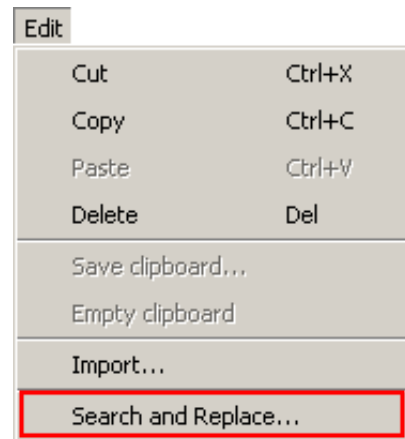 Edit
Cut Ctrl+X
Copy Ctrl+C
Paste Ctrl+V
Delete Del
Save clipboard...
Empty clipboard
Import...
Search and Replace...